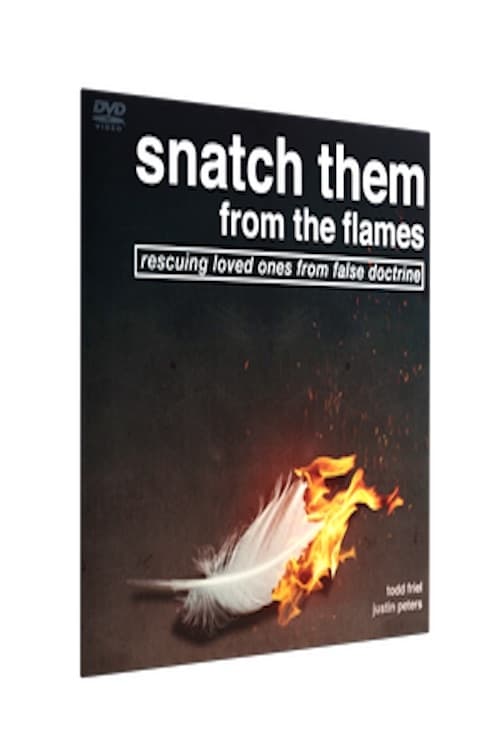 DVD
VIDEO
snatch them
from the flames
rescuing loved ones from false doctrine
todd friel
justin peters